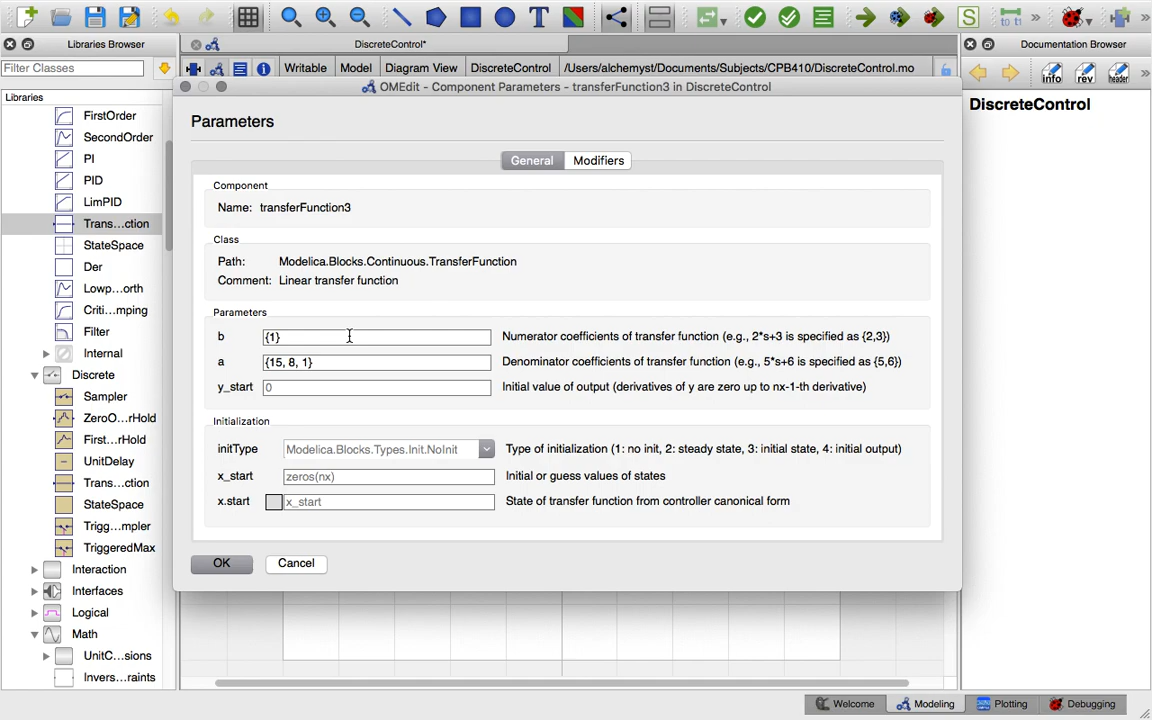 T
to t
S
Libraries Browser
DiscreteControl*
Documentation Browser
Filter Classes
Writable
Model
Diagram View
DiscreteControl
/Users/alchemyst/Documents/Subjects/CPB410/DiscreteControl.mo
info
rev
header
OMEdit - Component Parameters - transferFunction3 in DiscreteControl
Libraries
DiscreteControl
FirstOrder
SecondOrder
PI
PID
LimPID
Trans...ction
StateSpace
Der
Lowp...orth
Criti...mping
Filter
Internal
Discrete
Sampler
ZeroO...rHold
First...rHold
UnitDelay
Trans...ction
StateSpace
Trigg...mpler
TriggeredMax
Interaction
Interfaces
Logical
Math
UnitC...sions
Invers...raints
Parameters
General
Modifiers
Component
Name: transferFunction3
Class
Path: Modelica.Blocks.Continuous.TransferFunction
Comment: Linear transfer function
Parameters
b {1} Numerator coefficients of transfer function (e.g., 2*s+3 is specified as {2,3})
a {15, 8, 1} Denominator coefficients of transfer function (e.g., 5*s+6 is specified as {5,6})
y_start 0 Initial value of output (derivatives of y are zero up to nx-1-th derivative)
Initialization
initType Modelica.Blocks.Types.Init.NoInit Type of initialization (1: no init, 2: steady state, 3: initial state, 4: initial output)
x_start zeros(nx) Initial or guess values of states
x.start x_start State of transfer function from controller canonical form
OK
Cancel
Welcome
Modeling
Plotting
Debugging